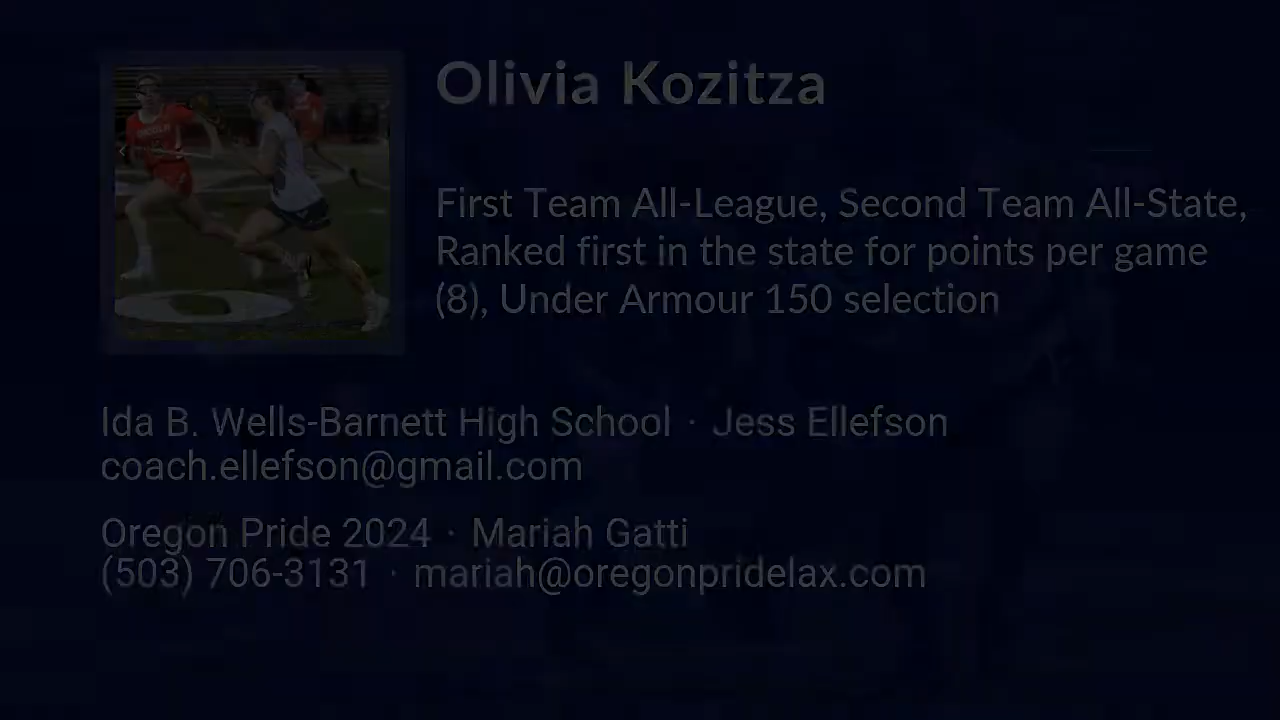 Olivia Kozitza
First Team All-League, Second Team All-State,
Ranked first in the state for points per game
(8), Under Armour 150 selection
Ida B. Wells-Barnett High School · Jess Ellefson
coach.ellefson@gmail.com
Oregon Pride 2024 · Mariah Gatti
(503) 706-3131 · mariah@oregonpridelax.com